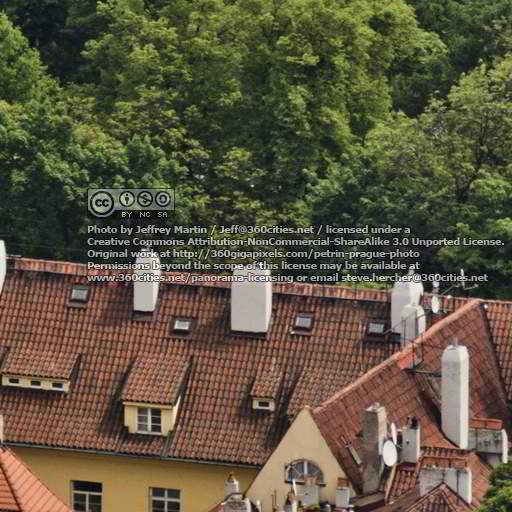 cc
BY NC SA
Photo by Jeffrey Martin / Jeff@360cities.net / licensed under a
Creative Commons Attribution-NonCommercial-ShareAlike 3.0 Unported License.
Original work at http://360gigapixels.com/petrin-prague-photo
Permissions beyond the scope of this license may be available at
www.360cities.net/panorama-licensing or email steve.hercher@360cities.net